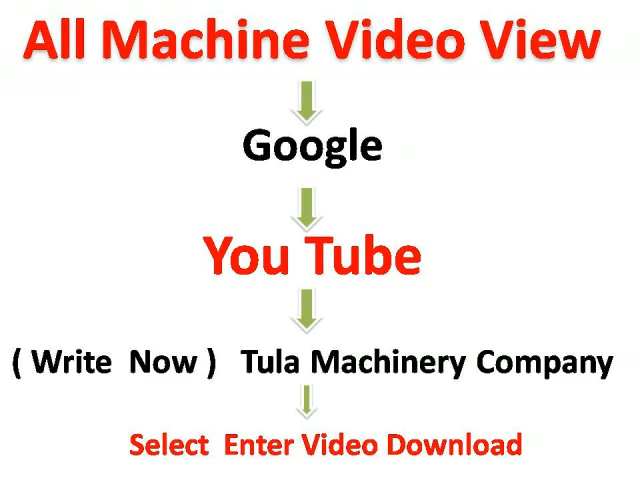 All Machine Video View
Google
You Tube
( Write Now ) Tula Machinery Company
Select Enter Video Download